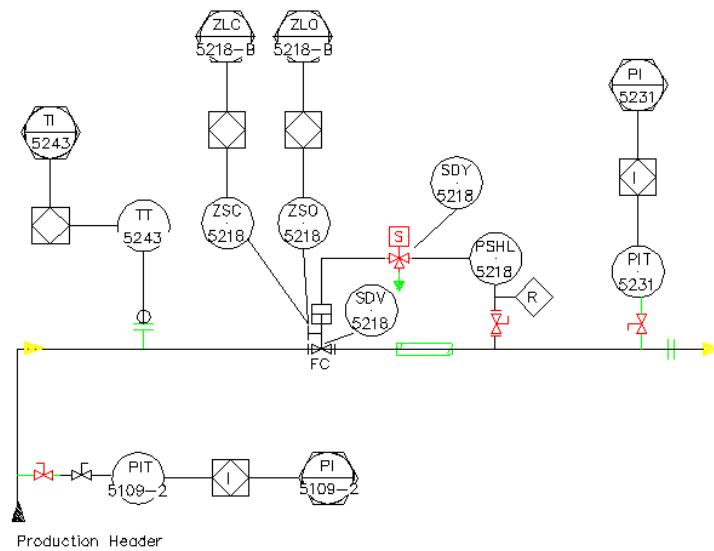 ZLC
5218-B
ZLO
5218-B
PI
5231
TI
5243
I
SDY
5218
TT
5243
ZSC
5218
ZSO
5218
S
PSHL
5218
PIT
5231
R
SDV
5218
FC
PIT
5109-2
I
PI
5109-2
Production Header